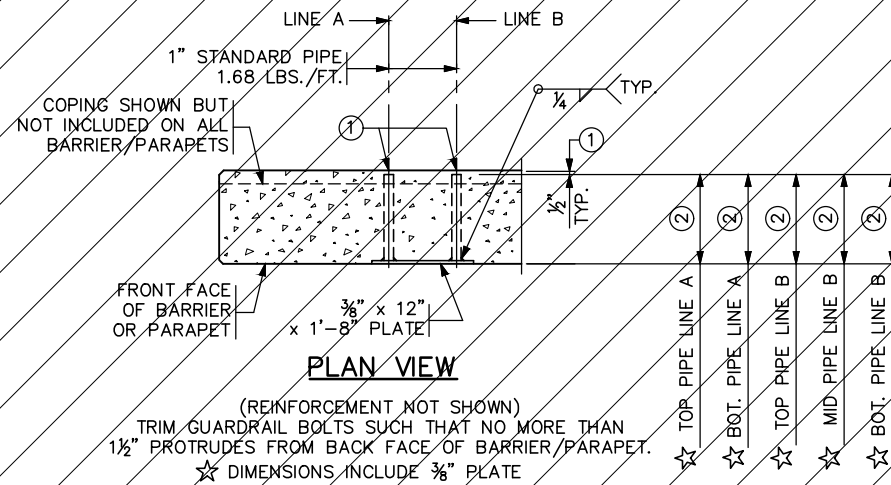 LINE A
LINE B
1" STANDARD PIPE
1.68 LBS./FT.
COPING SHOWN BUT
NOT INCLUDED ON ALL
BARRIER/PARAPETS
1
1/4
TYP.
1
1/2"
TYP.
FRONT FACE
OF BARRIER
OR PARAPET
3/8" x 12"
x 1'-8" PLATE
2
2
2
2
2
☆ TOP PIPE LINE A
☆ BOT. PIPE LINE A
☆ TOP PIPE LINE B
☆ MID PIPE LINE B
☆ BOT. PIPE LINE B
PLAN VIEW
(REINFORCEMENT NOT SHOWN)
TRIM GUARDRAIL BOLTS SUCH THAT NO MORE THAN
1 1/2" PROTRUDES FROM BACK FACE OF BARRIER/PARAPET.
☆ DIMENSIONS INCLUDE 3/8" PLATE